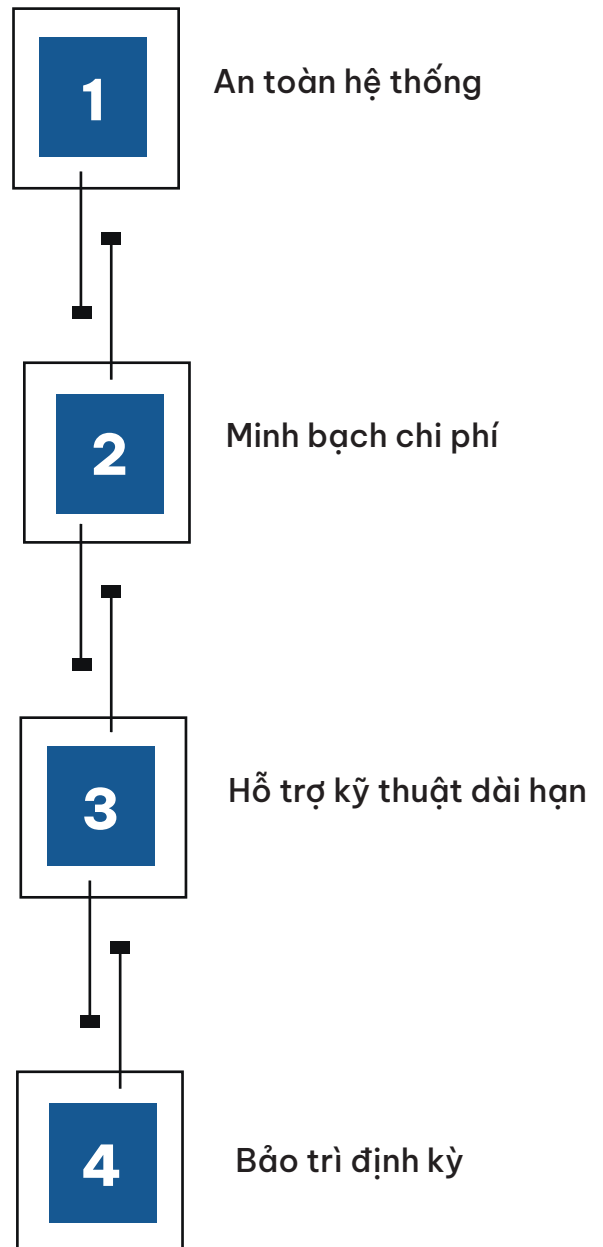 1
An toàn hệ thống
2
Minh bạch chi phí
3
Hỗ trợ kỹ thuật dài hạn
4
Bảo trì định kỳ